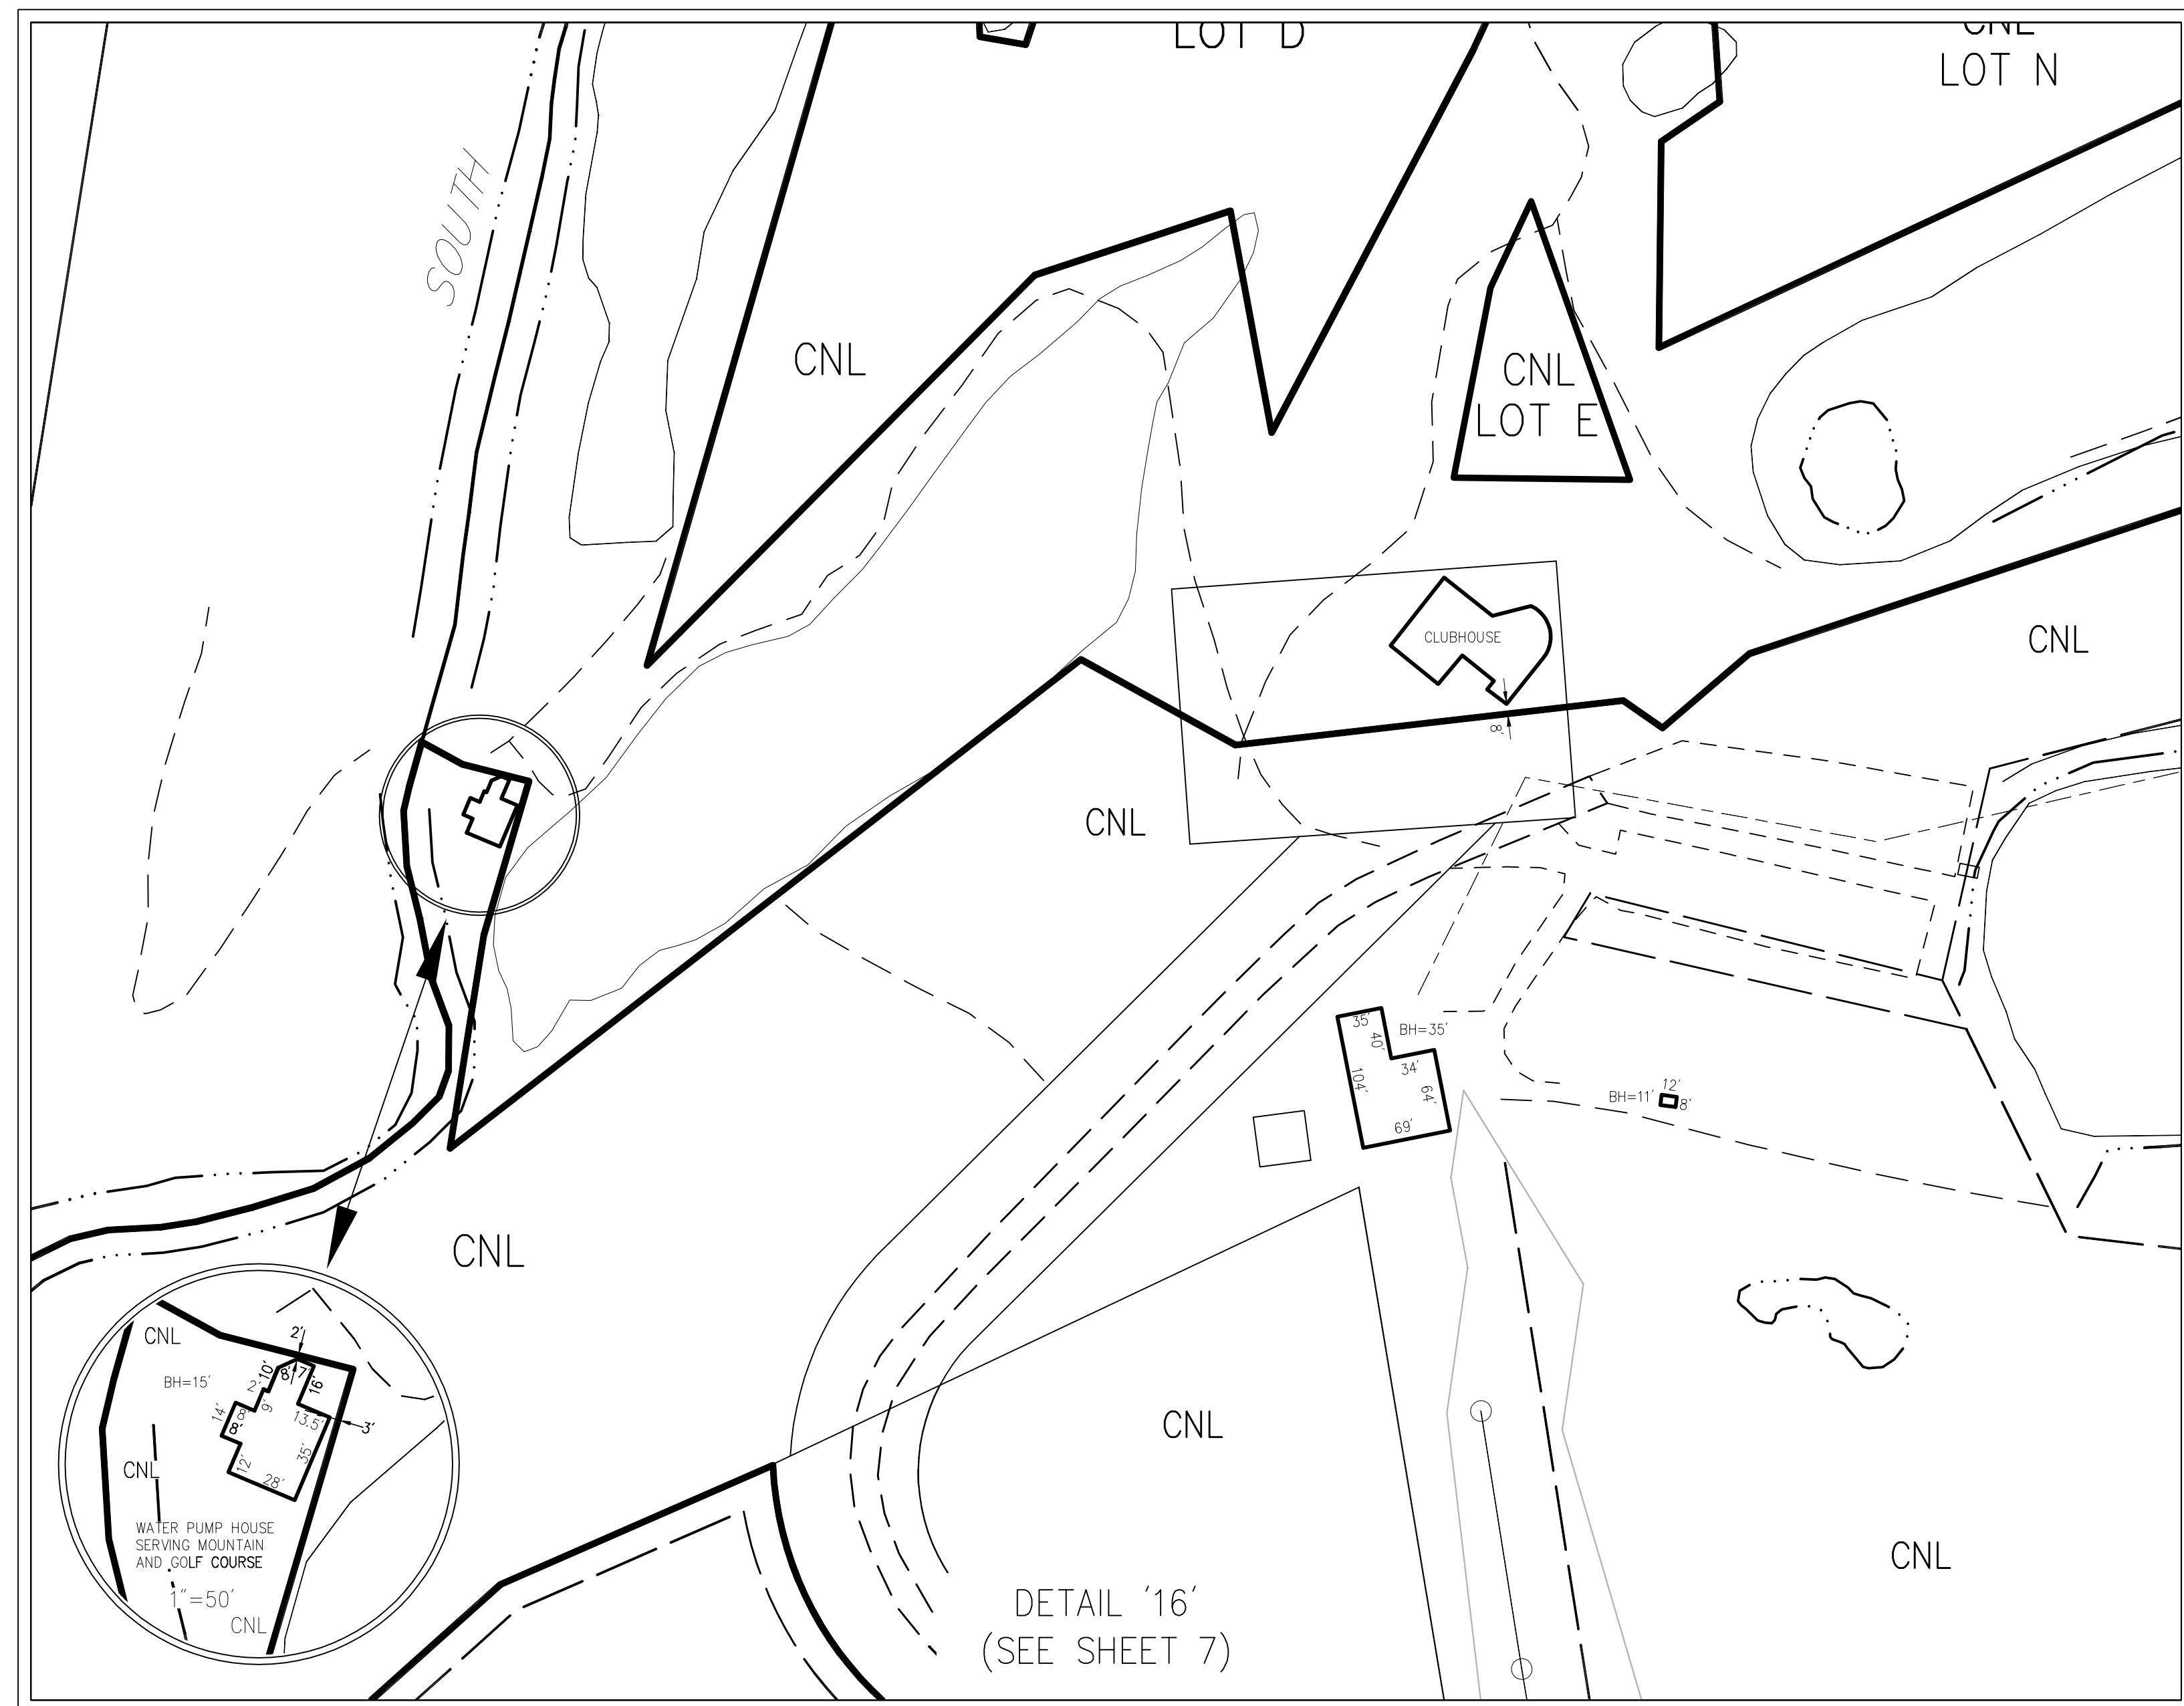 LOT D
CNL
LOT N
SOUTH
CNL
CNL
LOT E
CLUBHOUSE
CNL
8'
CNL
35'
BH=35'
40'
34'
104'
64'
69'
12'
BH=11'
8'
CNL
CNL
2'
BH=15'
10'
8'
7'
16'
2'
9'
14'
8'
8'
13.5'
3'
35'
12'
28'
CNL
WATER PUMP HOUSE
SERVING MOUNTAIN
AND GOLF COURSE
1"=50'
CNL
CNL
CNL
DETAIL '16'
(SEE SHEET 7)